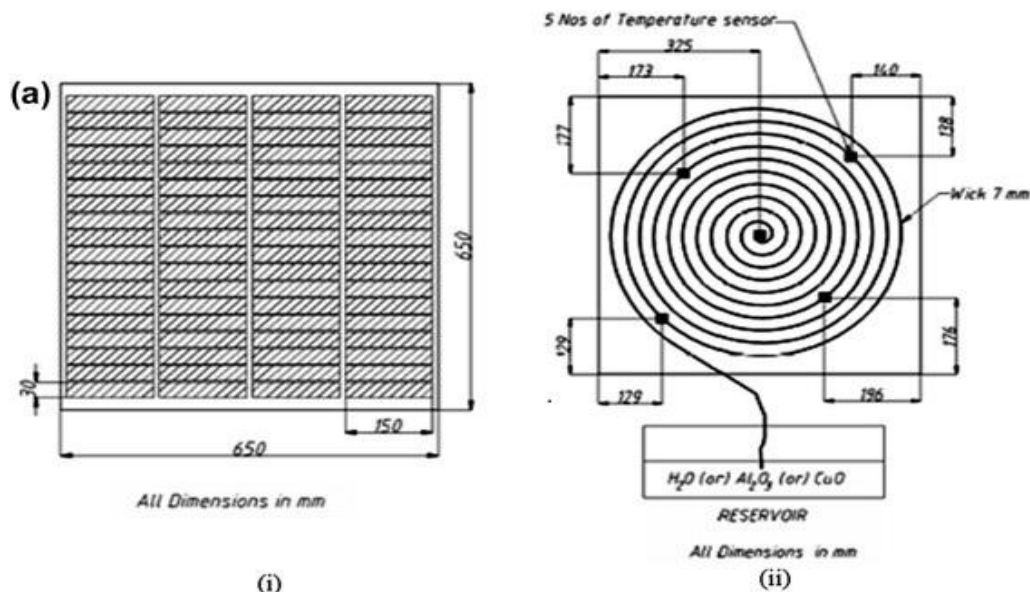 (a)
650
30
150
650
All Dimensions in mm
(i)
5 Nos of Temperature sensor
325
173
140
177
138
Wick 7 mm
129
176
129
196
H₂O (or) Al₂O₃ (or) CuO
RESERVOIR
All Dimensions in mm
(ii)